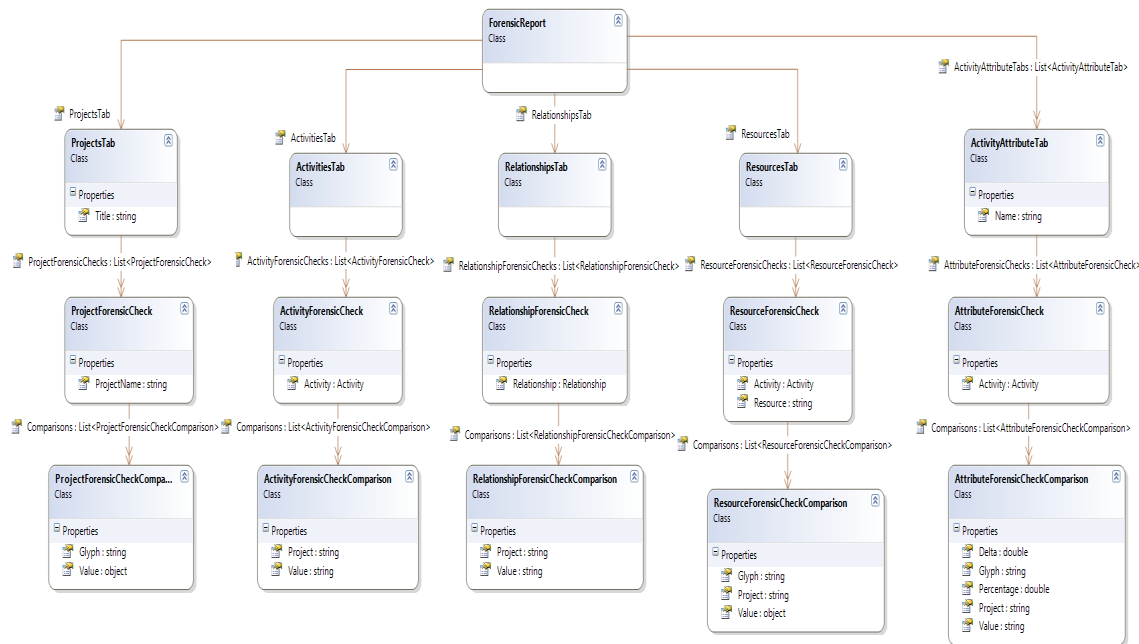 ForensicReport
Class
ActivityAttributeTabs : List<ActivityAttributeTab>
ProjectsTab
ActivitiesTab
RelationshipsTab
ResourcesTab
ProjectsTab
Class
Properties
Title : string
ActivitiesTab
Class
RelationshipsTab
Class
ResourcesTab
Class
ActivityAttributeTab
Class
Properties
Name : string
ProjectForensicChecks : List<ProjectForensicCheck>
ActivityForensicChecks : List<ActivityForensicCheck>
RelationshipForensicChecks : List<RelationshipForensicCheck>
ResourceForensicChecks : List<ResourceForensicCheck>
AttributeForensicChecks : List<AttributeForensicCheck>
ProjectForensicCheck
Class
Properties
ProjectName : string
ActivityForensicCheck
Class
Properties
Activity : Activity
RelationshipForensicCheck
Class
Properties
Relationship : Relationship
ResourceForensicCheck
Class
Properties
Activity : Activity
Resource : string
AttributeForensicCheck
Class
Properties
Activity : Activity
Comparisons : List<ProjectForensicCheckComparison>
Comparisons : List<ActivityForensicCheckComparison>
Comparisons : List<RelationshipForensicCheckComparison>
Comparisons : List<ResourceForensicCheckComparison>
Comparisons : List<AttributeForensicCheckComparison>
ProjectForensicCheckCompa...
Class
Properties
Glyph : string
Value : object
ActivityForensicCheckComparison
Class
Properties
Project : string
Value : string
RelationshipForensicCheckComparison
Class
Properties
Project : string
Value : string
ResourceForensicCheckComparison
Class
Properties
Glyph : string
Project : string
Value : object
AttributeForensicCheckComparison
Class
Properties
Delta : double
Glyph : string
Percentage : double
Project : string
Value : string